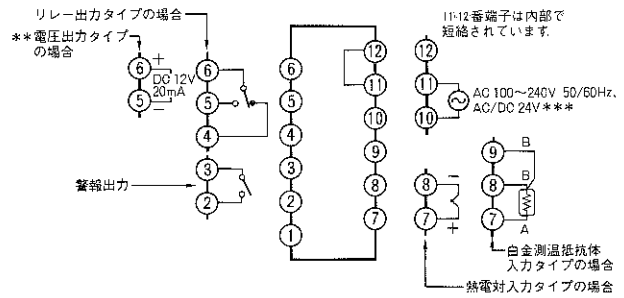 リレー出力タイプの場合
**電圧出力タイプ
の場合
11・12番端子は内部で
短絡されています.
6
+
DC 12V
20mA
5
−
6
5
4
3
2
警報出力
6
5
4
3
2
1
12
11
10
9
8
7
12
11
10
AC 100〜240V 50/60Hz、
AC/DC 24V***
8
−
7
+
9
B
8
B
7
A
白金測温抵抗体
入力タイプの場合
熱電対入力タイプの場合